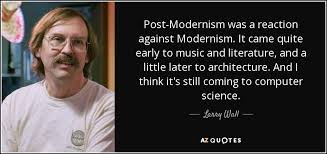 Post-Modernism was a reaction
against Modernism. It came quite
early to music and literature, and a
little later to architecture. And I
think it's still coming to computer
science.
Larry Wall
AZ QUOTES